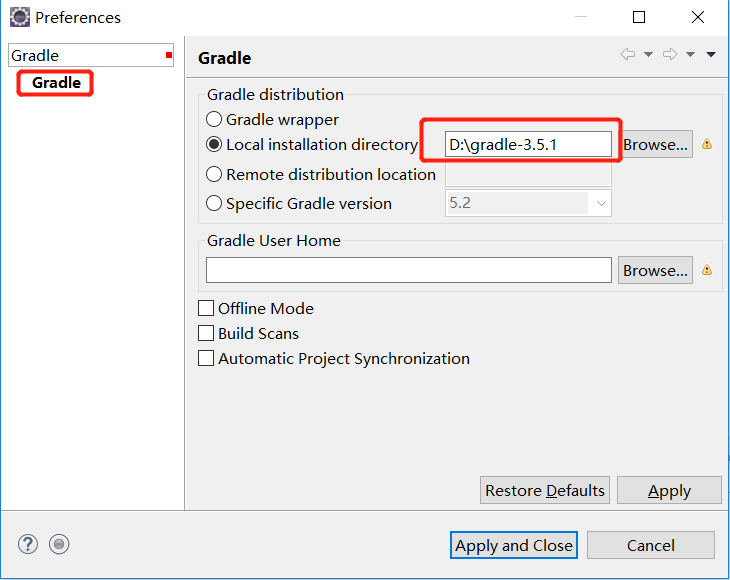 Preferences
Gradle
Gradle
Gradle
Gradle distribution
Gradle wrapper
Local installation directory D:\gradle-3.5.1 Browse...
Remote distribution location
Specific Gradle version 5.2
Gradle User Home
Browse...
Offline Mode
Build Scans
Automatic Project Synchronization
Restore Defaults Apply
Apply and Close Cancel